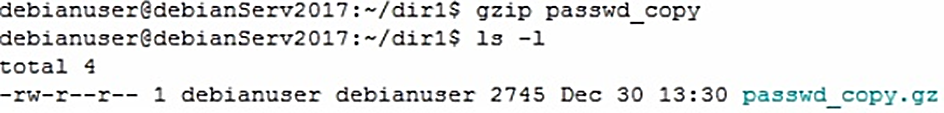 debianuser@debianServ2017:~/dir1$ gzip passwd_copy
debianuser@debianServ2017:~/dir1$ ls -l
total 4
-rw-r--r-- 1 debianuser debianuser 2745 Dec 30 13:30 passwd_copy.gz